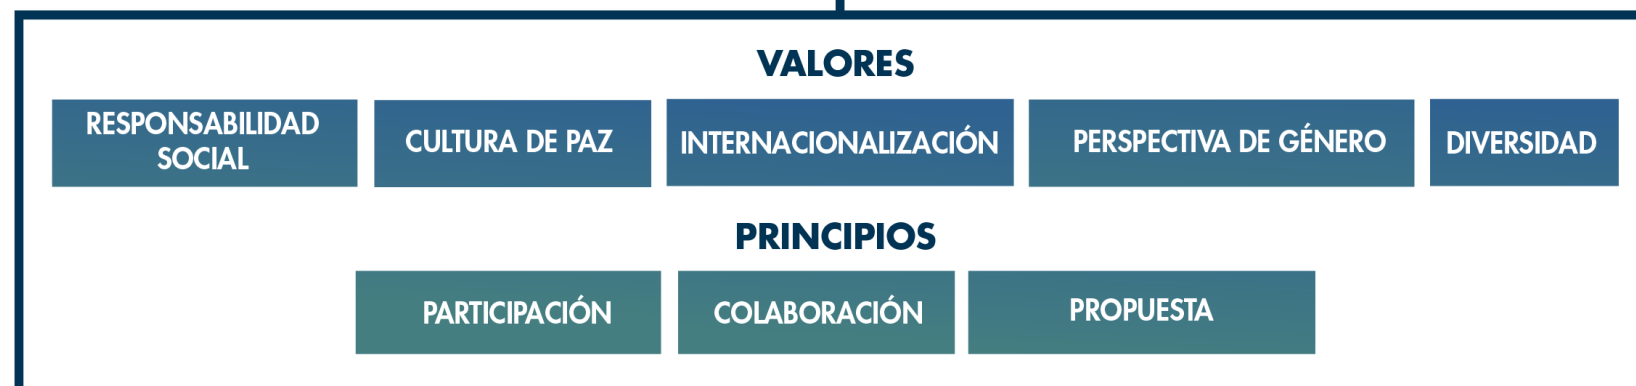 VALORES
RESPONSABILIDAD
SOCIAL
CULTURA DE PAZ
INTERNACIONALIZACIÓN
PERSPECTIVA DE GÉNERO
DIVERSIDAD
PRINCIPIOS
PARTICIPACIÓN
COLABORACIÓN
PROPUESTA